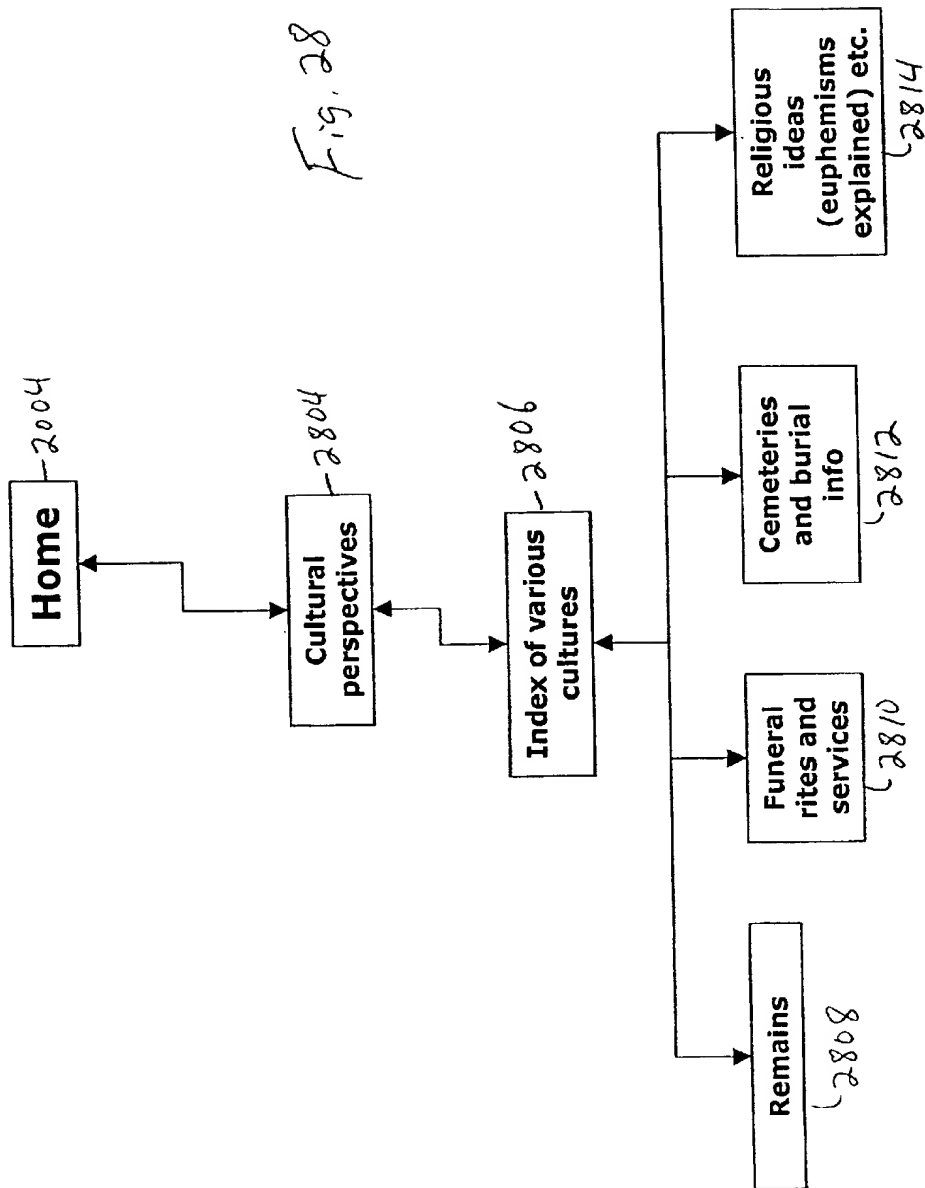 Fig. 28
Home
2004
Cultural
perspectives
2804
Index of various
cultures
2806
Remains
2808
Funeral
rites and
services
2810
Cemeteries
and burial
info
2812
Religious
ideas
(euphemisms
explained) etc.
2814